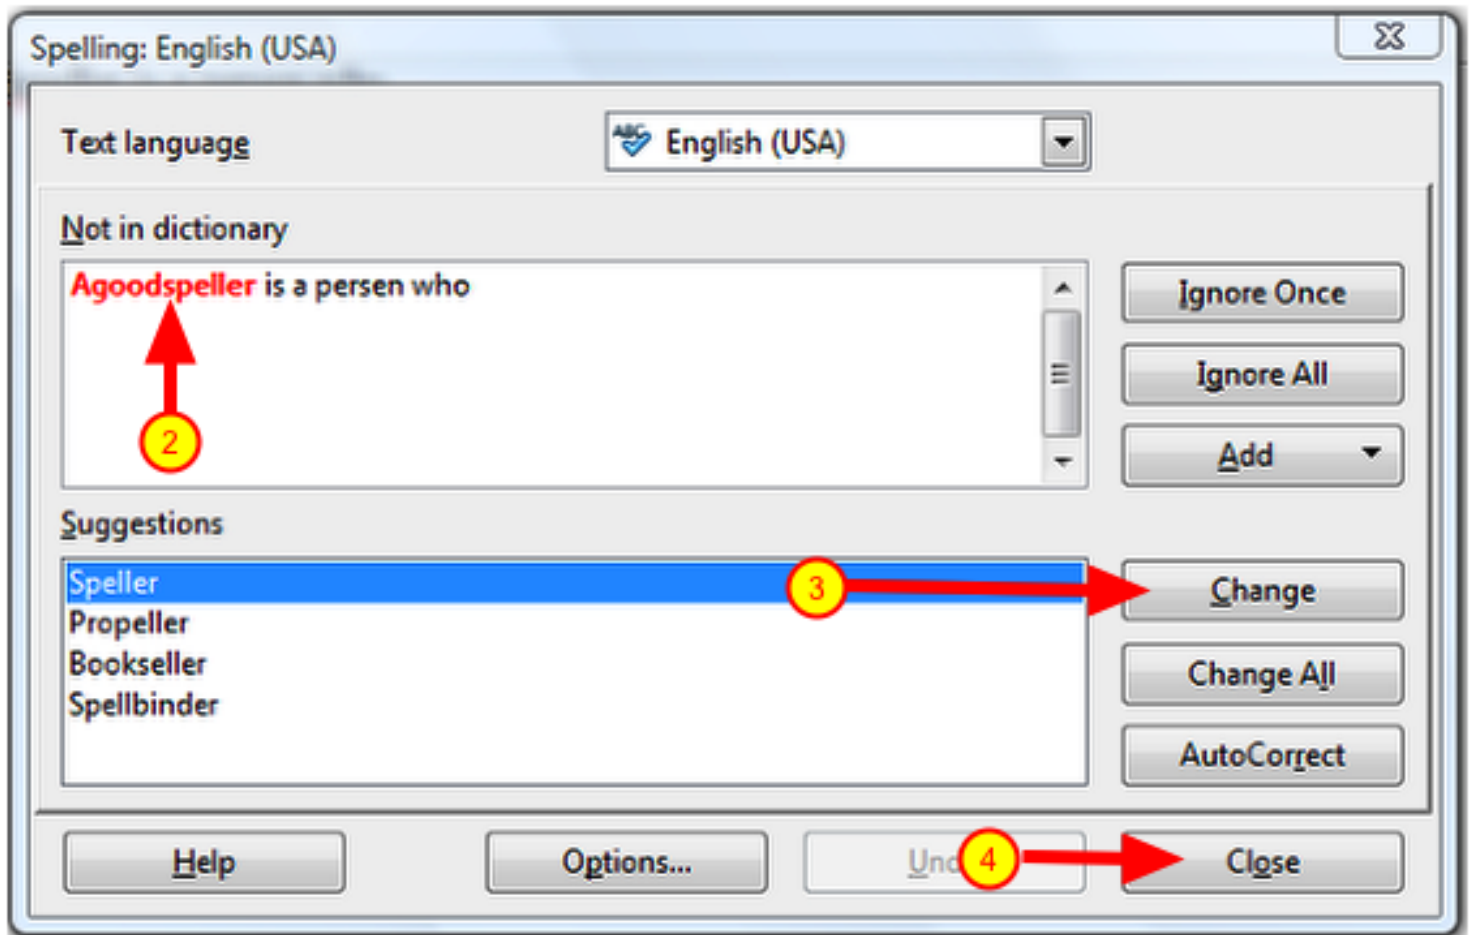 Spelling: English (USA)
Text language
ABC English (USA)
Not in dictionary
Agoodspeller is a persen who
Ignore Once
Ignore All
2
Add
Suggestions
Speller
3
Change
Propeller
Bookseller
Change All
Spellbinder
AutoCorrect
Help
Options...
4
Close